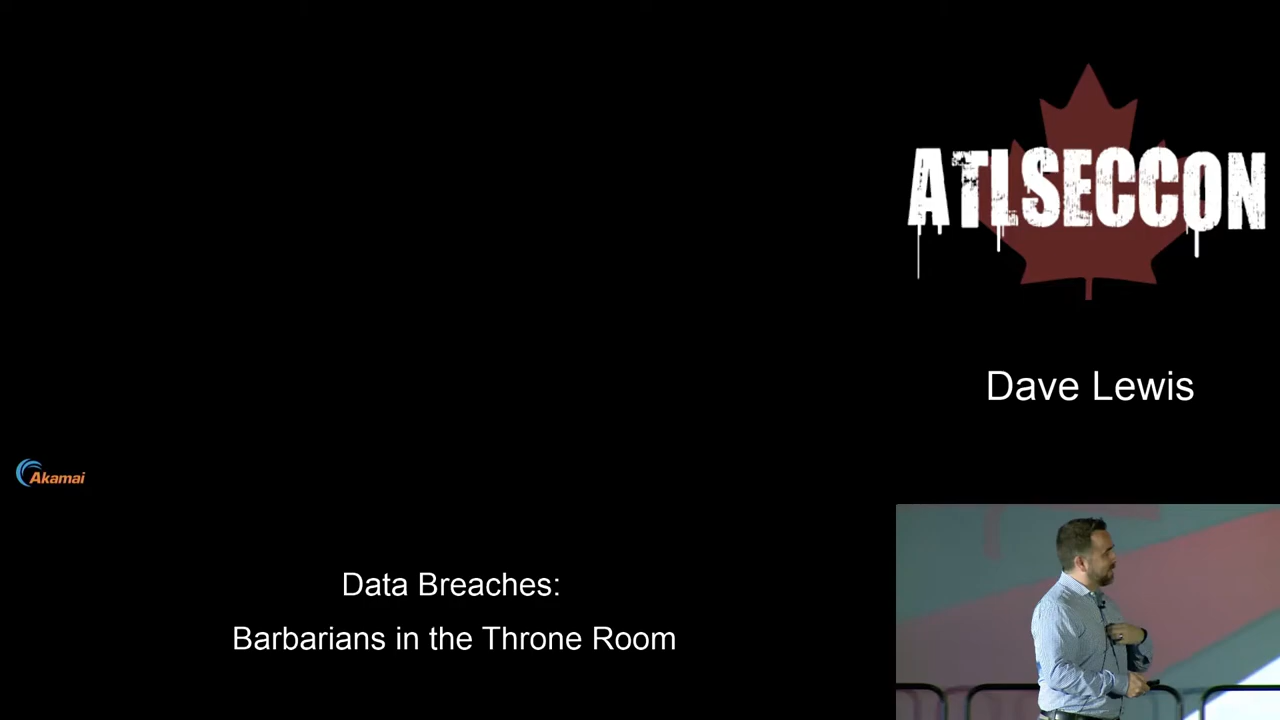 ATLSECCON
Dave Lewis
Akamai
Data Breaches:
Barbarians in the Throne Room